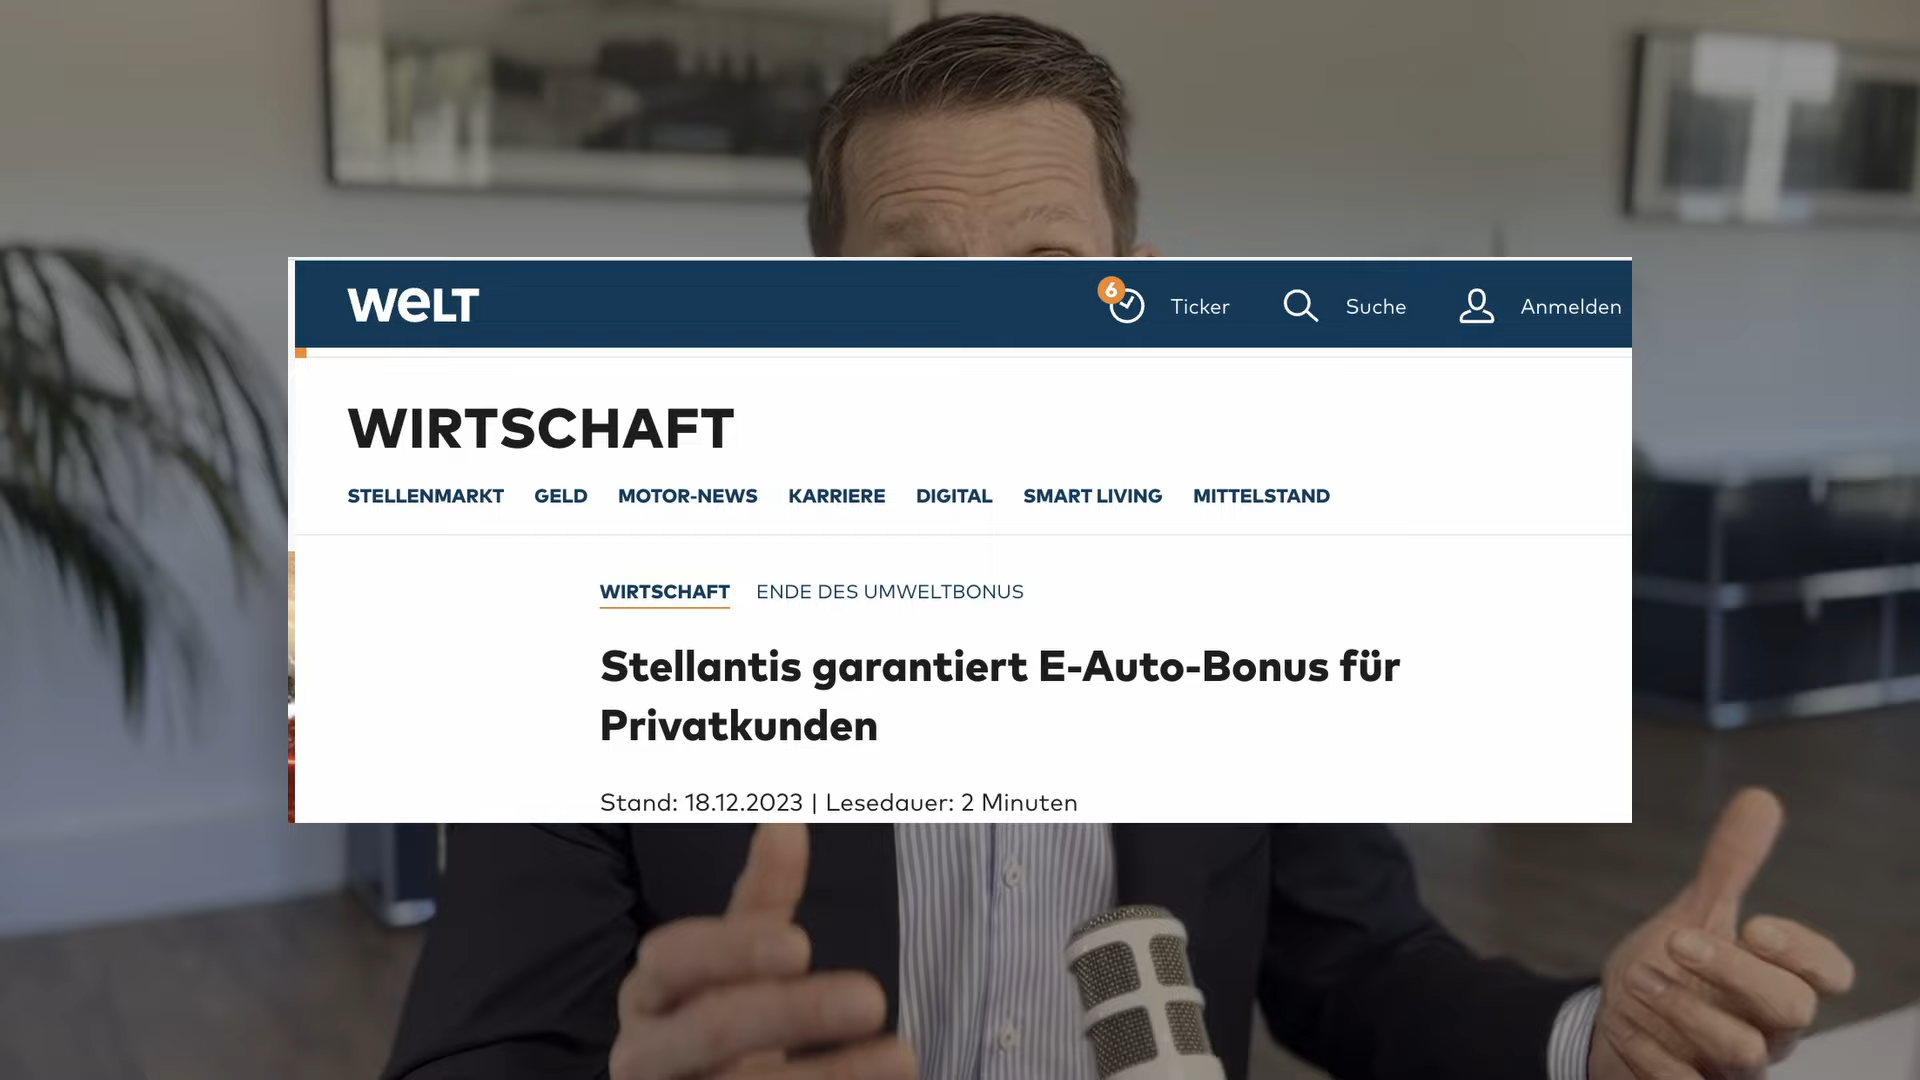 WELT
6
Ticker
Suche
Anmelden
WIRTSCHAFT
STELLENMARKT GELD MOTOR-NEWS KARRIERE DIGITAL SMART LIVING MITTELSTAND
WIRTSCHAFT ENDE DES UMWELTBONUS
Stellantis garantiert E-Auto-Bonus für
Privatkunden
Stand: 18.12.2023 | Lesedauer: 2 Minuten